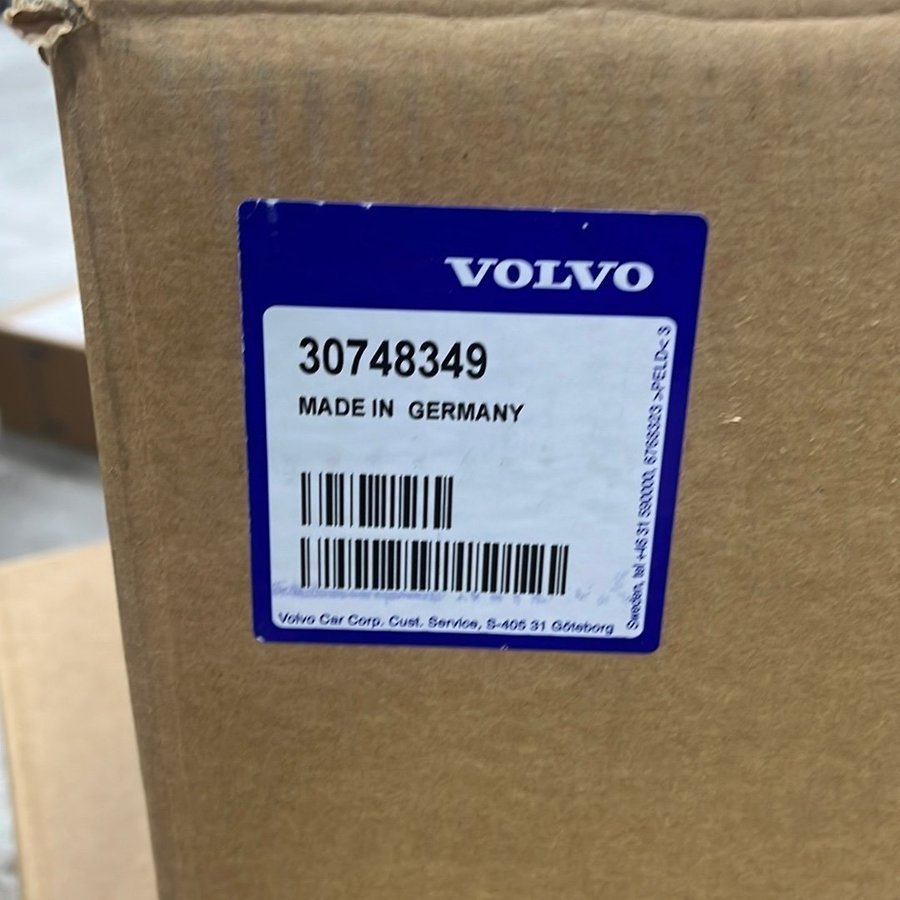 VOLVO
30748349
MADE IN GERMANY
Volvo Car Corp. Cust. Service, S-405 31 Göteborg
Sweden, tel +46 31 590000, 6768323 >PELD< 3